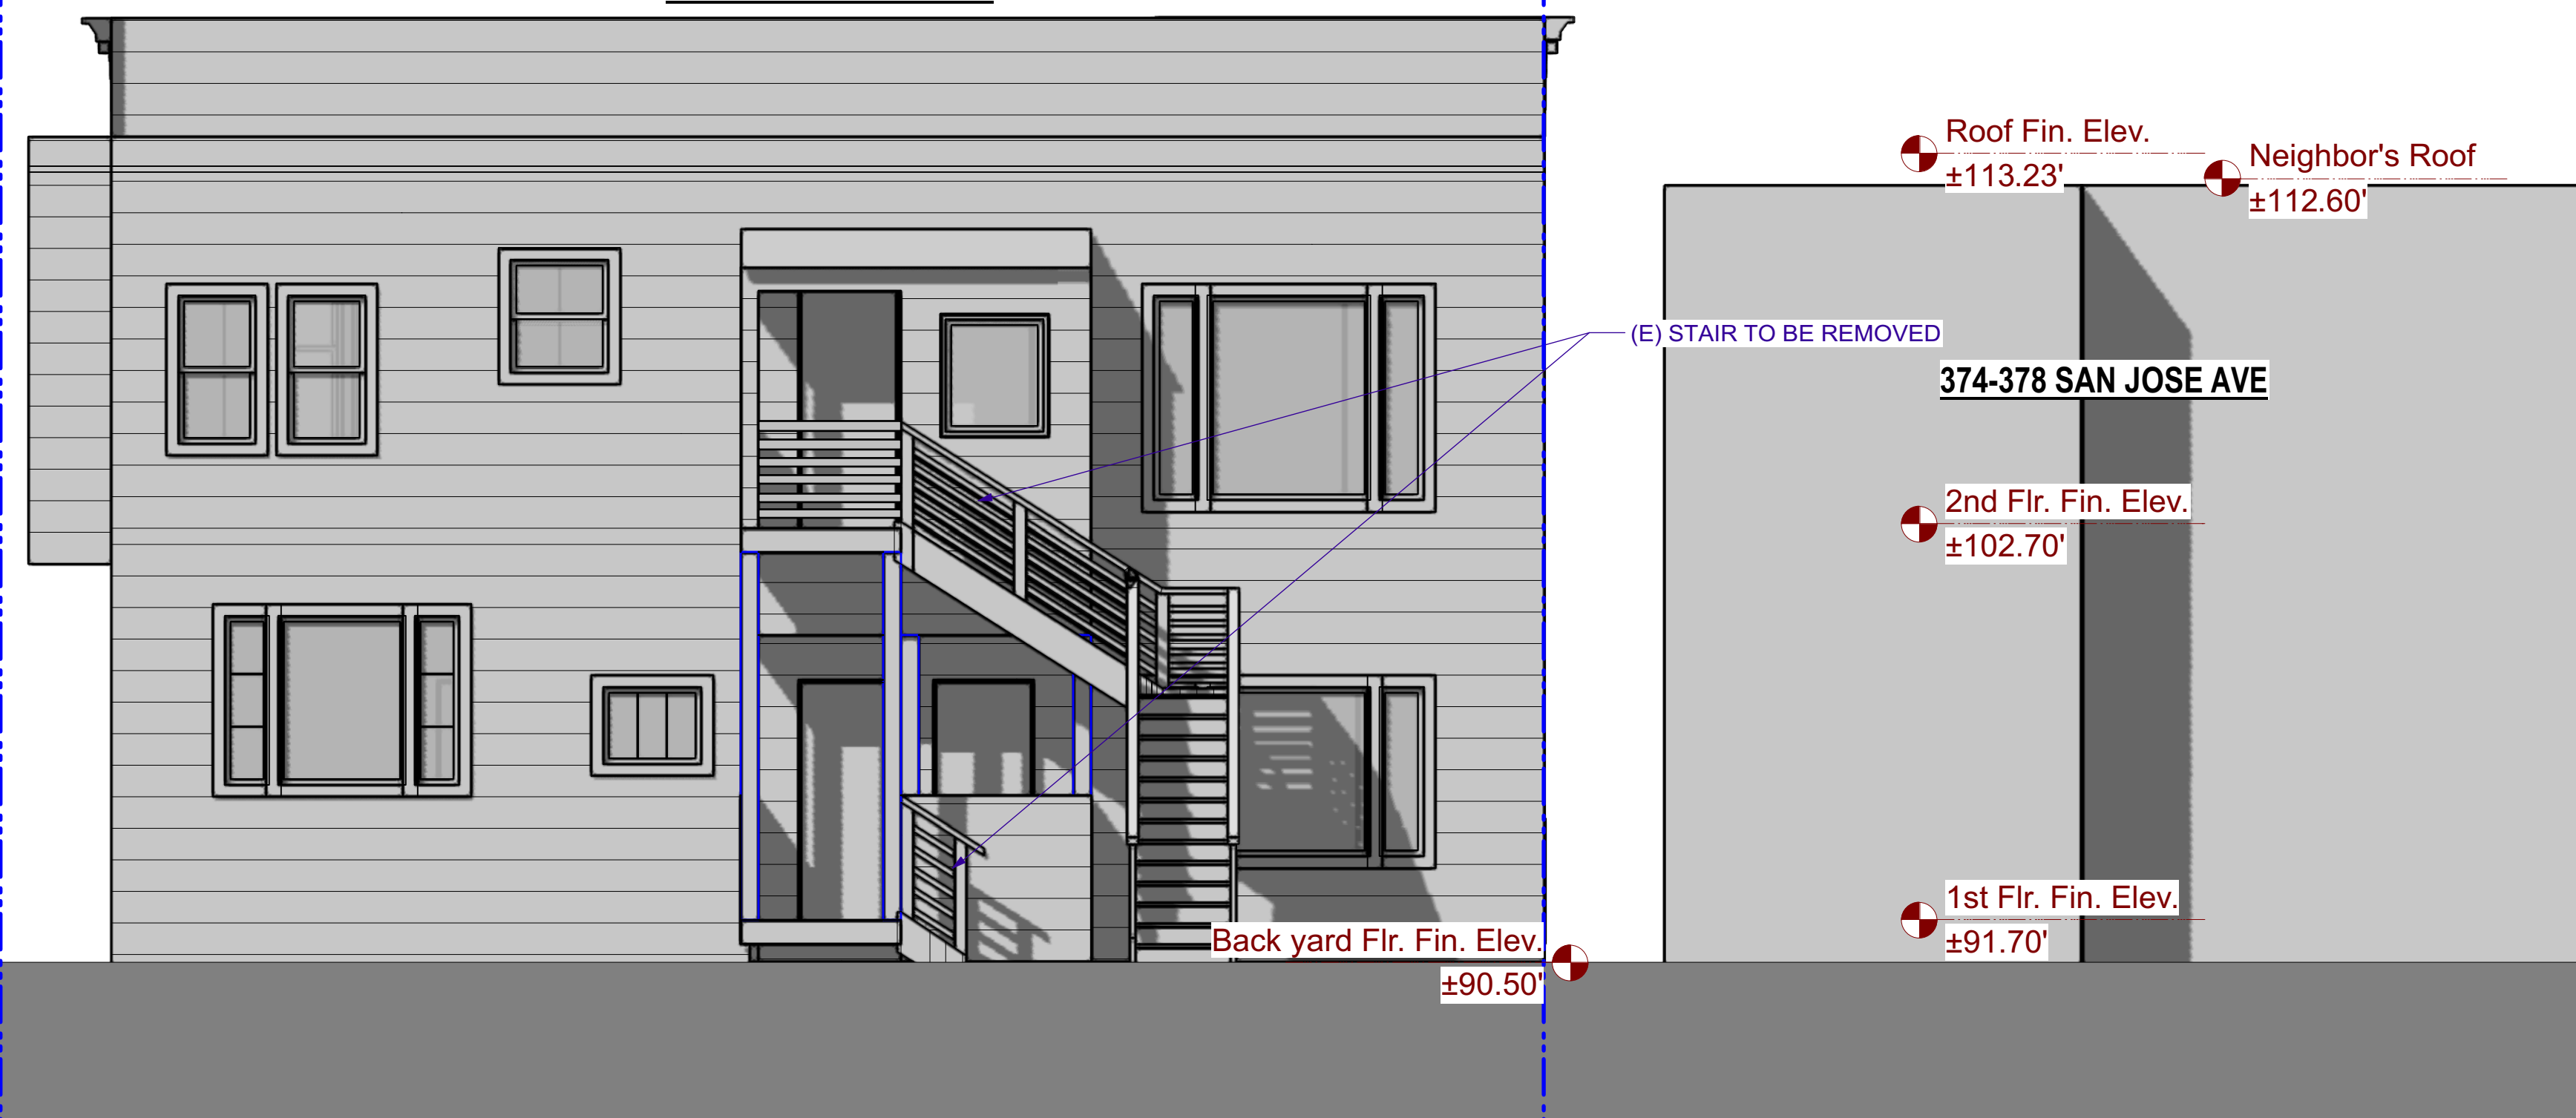 Roof Fin. Elev.
±113.23'
Neighbor's Roof
±112.60'
(E) STAIR TO BE REMOVED
374-378 SAN JOSE AVE
2nd Flr. Fin. Elev.
±102.70'
1st Flr. Fin. Elev.
±91.70'
Back yard Flr. Fin. Elev.
±90.50'